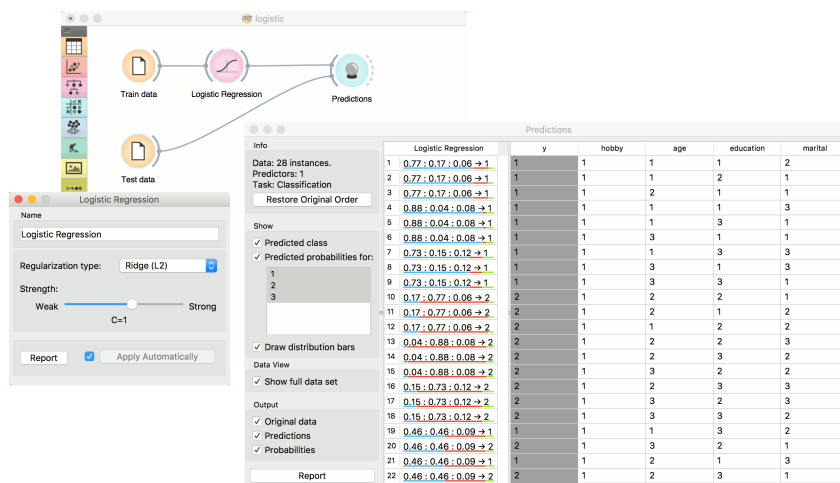 logistic
Train data
Logistic Regression
Predictions
Test data
Logistic Regression
Name
Logistic Regression
Regularization type: Ridge (L2)
Strength:
Weak Strong
C=1
Report Apply Automatically
Predictions
Info
Data: 28 instances.
Predictors: 1
Task: Classification
Restore Original Order
Show
Predicted class
Predicted probabilities for:
1
2
3
Draw distribution bars
Data View
Show full data set
Output
Original data
Predictions
Probabilities
Report
Logistic Regression y hobby age education marital
1 0.77 : 0.17 : 0.06 → 1 1 1 1 1 2
2 0.77 : 0.17 : 0.06 → 1 1 1 1 2 1
3 0.77 : 0.17 : 0.06 → 1 1 1 2 1 1
4 0.88 : 0.04 : 0.08 → 1 1 1 1 1 3
5 0.88 : 0.04 : 0.08 → 1 1 1 1 3 1
6 0.88 : 0.04 : 0.08 → 1 1 1 3 1 1
7 0.73 : 0.15 : 0.12 → 1 1 1 1 3 3
8 0.73 : 0.15 : 0.12 → 1 1 1 3 1 3
9 0.73 : 0.15 : 0.12 → 1 1 1 3 3 1
10 0.17 : 0.77 : 0.06 → 2 2 2 2 2 1
11 0.17 : 0.77 : 0.06 → 2 2 2 2 1 2
12 0.17 : 0.77 : 0.06 → 2 2 2 1 2 2
13 0.04 : 0.88 : 0.08 → 2 2 2 2 2 3
14 0.04 : 0.88 : 0.08 → 2 2 2 2 3 2
15 0.04 : 0.88 : 0.08 → 2 2 2 3 2 2
16 0.15 : 0.73 : 0.12 → 2 2 2 2 3 3
17 0.15 : 0.73 : 0.12 → 2 2 2 3 2 3
18 0.15 : 0.73 : 0.12 → 2 2 2 3 3 2
19 0.46 : 0.46 : 0.09 → 1 1 1 1 3 2
20 0.46 : 0.46 : 0.09 → 2 2 2 3 2 1
21 0.46 : 0.46 : 0.09 → 1 1 1 2 1 3
22 0.46 : 0.46 : 0.09 → 2 2 2 2 3 1